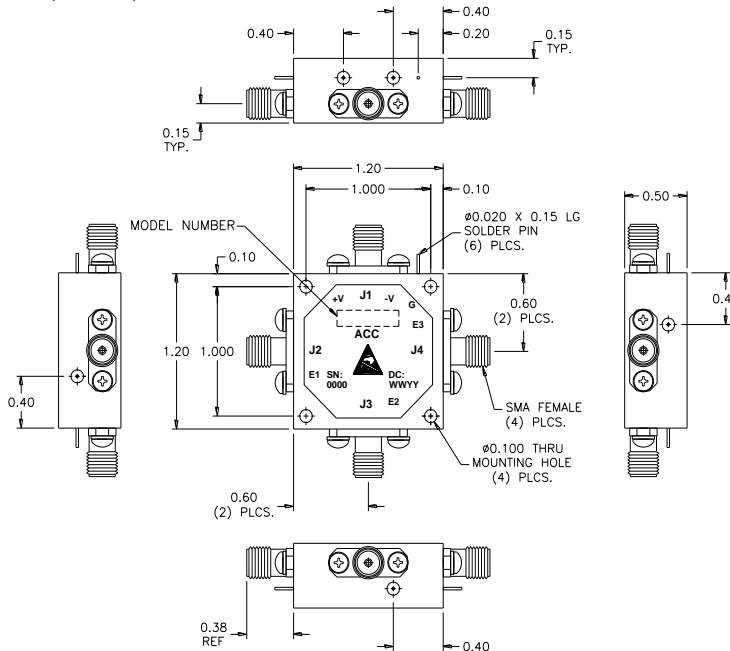 0.40
0.40
0.20
0.15
TYP.
0.15
TYP.
1.20
1.000
0.10
0.50
MODEL NUMBER
Ø0.020 X 0.15 LG
SOLDER PIN
(6) PLCS.
0.10
+V J1 -V G
E3
ACC
J2 J4
E1 SN:
0000
DC:
WWYY
J3 E2
1.20
1.000
0.60
(2) PLCS.
0.40
SMA FEMALE
(4) PLCS.
Ø0.100 THRU
MOUNTING HOLE
(4) PLCS.
0.60
(2) PLCS.
0.38
REF
0.40